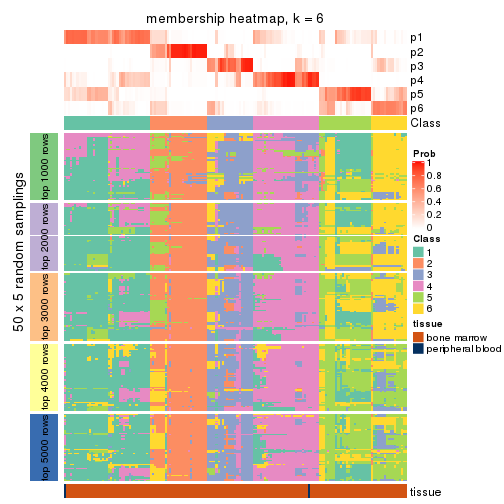 membership heatmap, k = 6
p1
p2
p3
p4
p5
p6
Class
50 x 5 random samplings
top 1000 rows
top 2000 rows
top 3000 rows
top 4000 rows
top 5000 rows
Prob
1
0.8
0.6
0.4
0.2
0
Class
1
2
3
4
5
6
tissue
bone marrow
peripheral blood
tissue